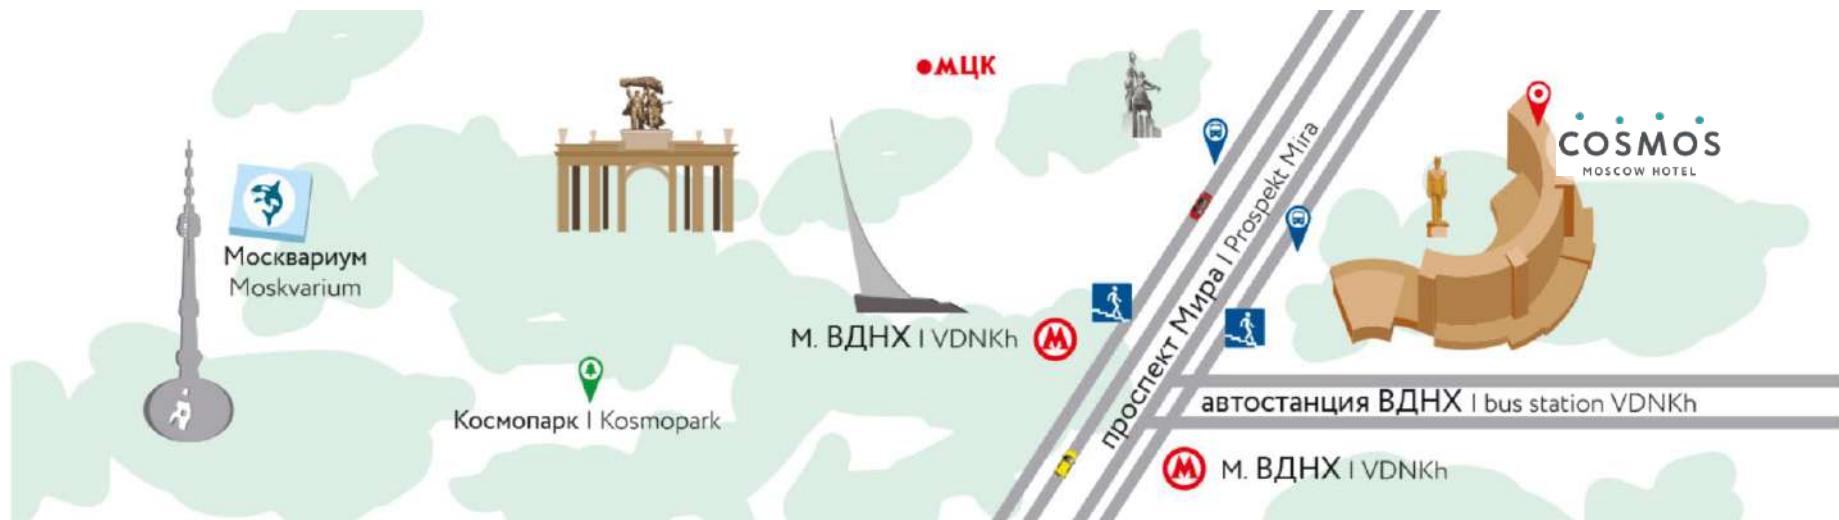 МЦК
COSMOS
MOSCOW HOTEL
проспект Мира | Prospekt Mira
Москвариум
Moskvarium
м. ВДНХ | VDNKh
Космопарк | Kosmopark
автостанция ВДНХ | bus station VDNKh
м. ВДНХ | VDNKh